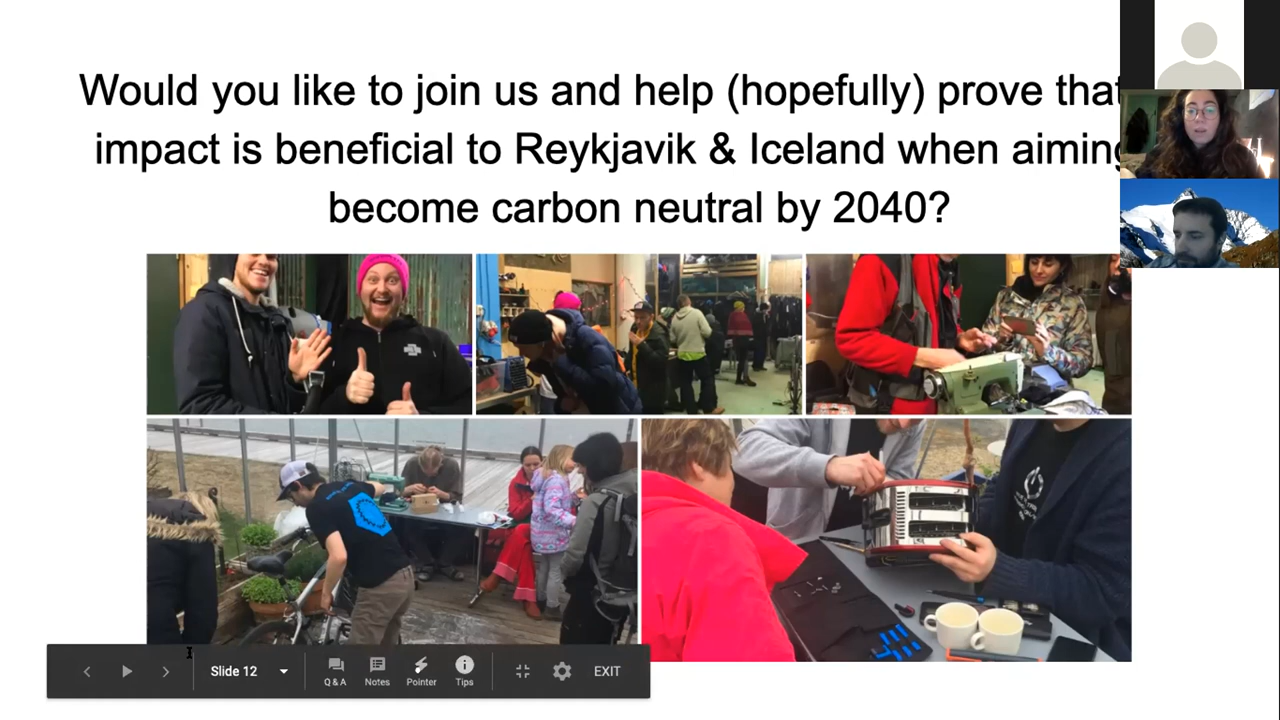 Would you like to join us and help (hopefully) prove that
impact is beneficial to Reykjavik & Iceland when aiming
become carbon neutral by 2040?
Slide 12
Q & A
Notes
Pointer
Tips
EXIT